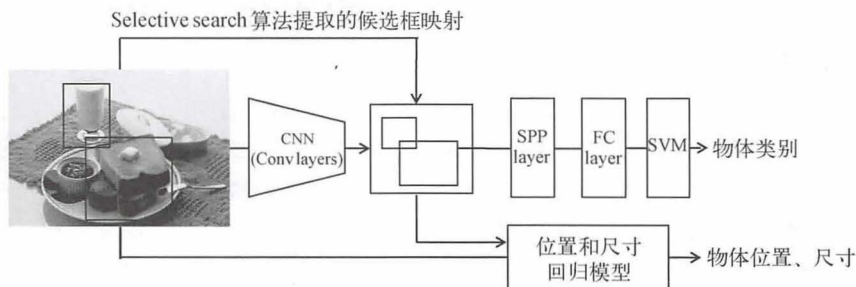 Selective search 算法提取的候选框映射
CNN
(Conv layers)
SPP
layer
FC
layer
SVM
物体类别
位置和尺寸
回归模型
物体位置、尺寸